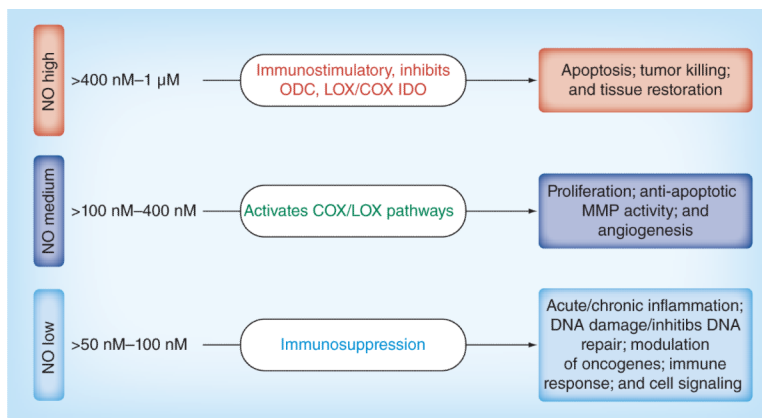 NO high
>400 nM–1 µM
Immunostimulatory, inhibits
ODC, LOX/COX IDO
Apoptosis; tumor killing;
and tissue restoration
NO medium
>100 nM–400 nM
Activates COX/LOX pathways
Proliferation; anti-apoptotic
MMP activity; and
angiogenesis
NO low
>50 nM–100 nM
Immunosuppression
Acute/chronic inflammation;
DNA damage/inhitibs DNA
repair; modulation
of oncogenes; immune
response; and cell signaling